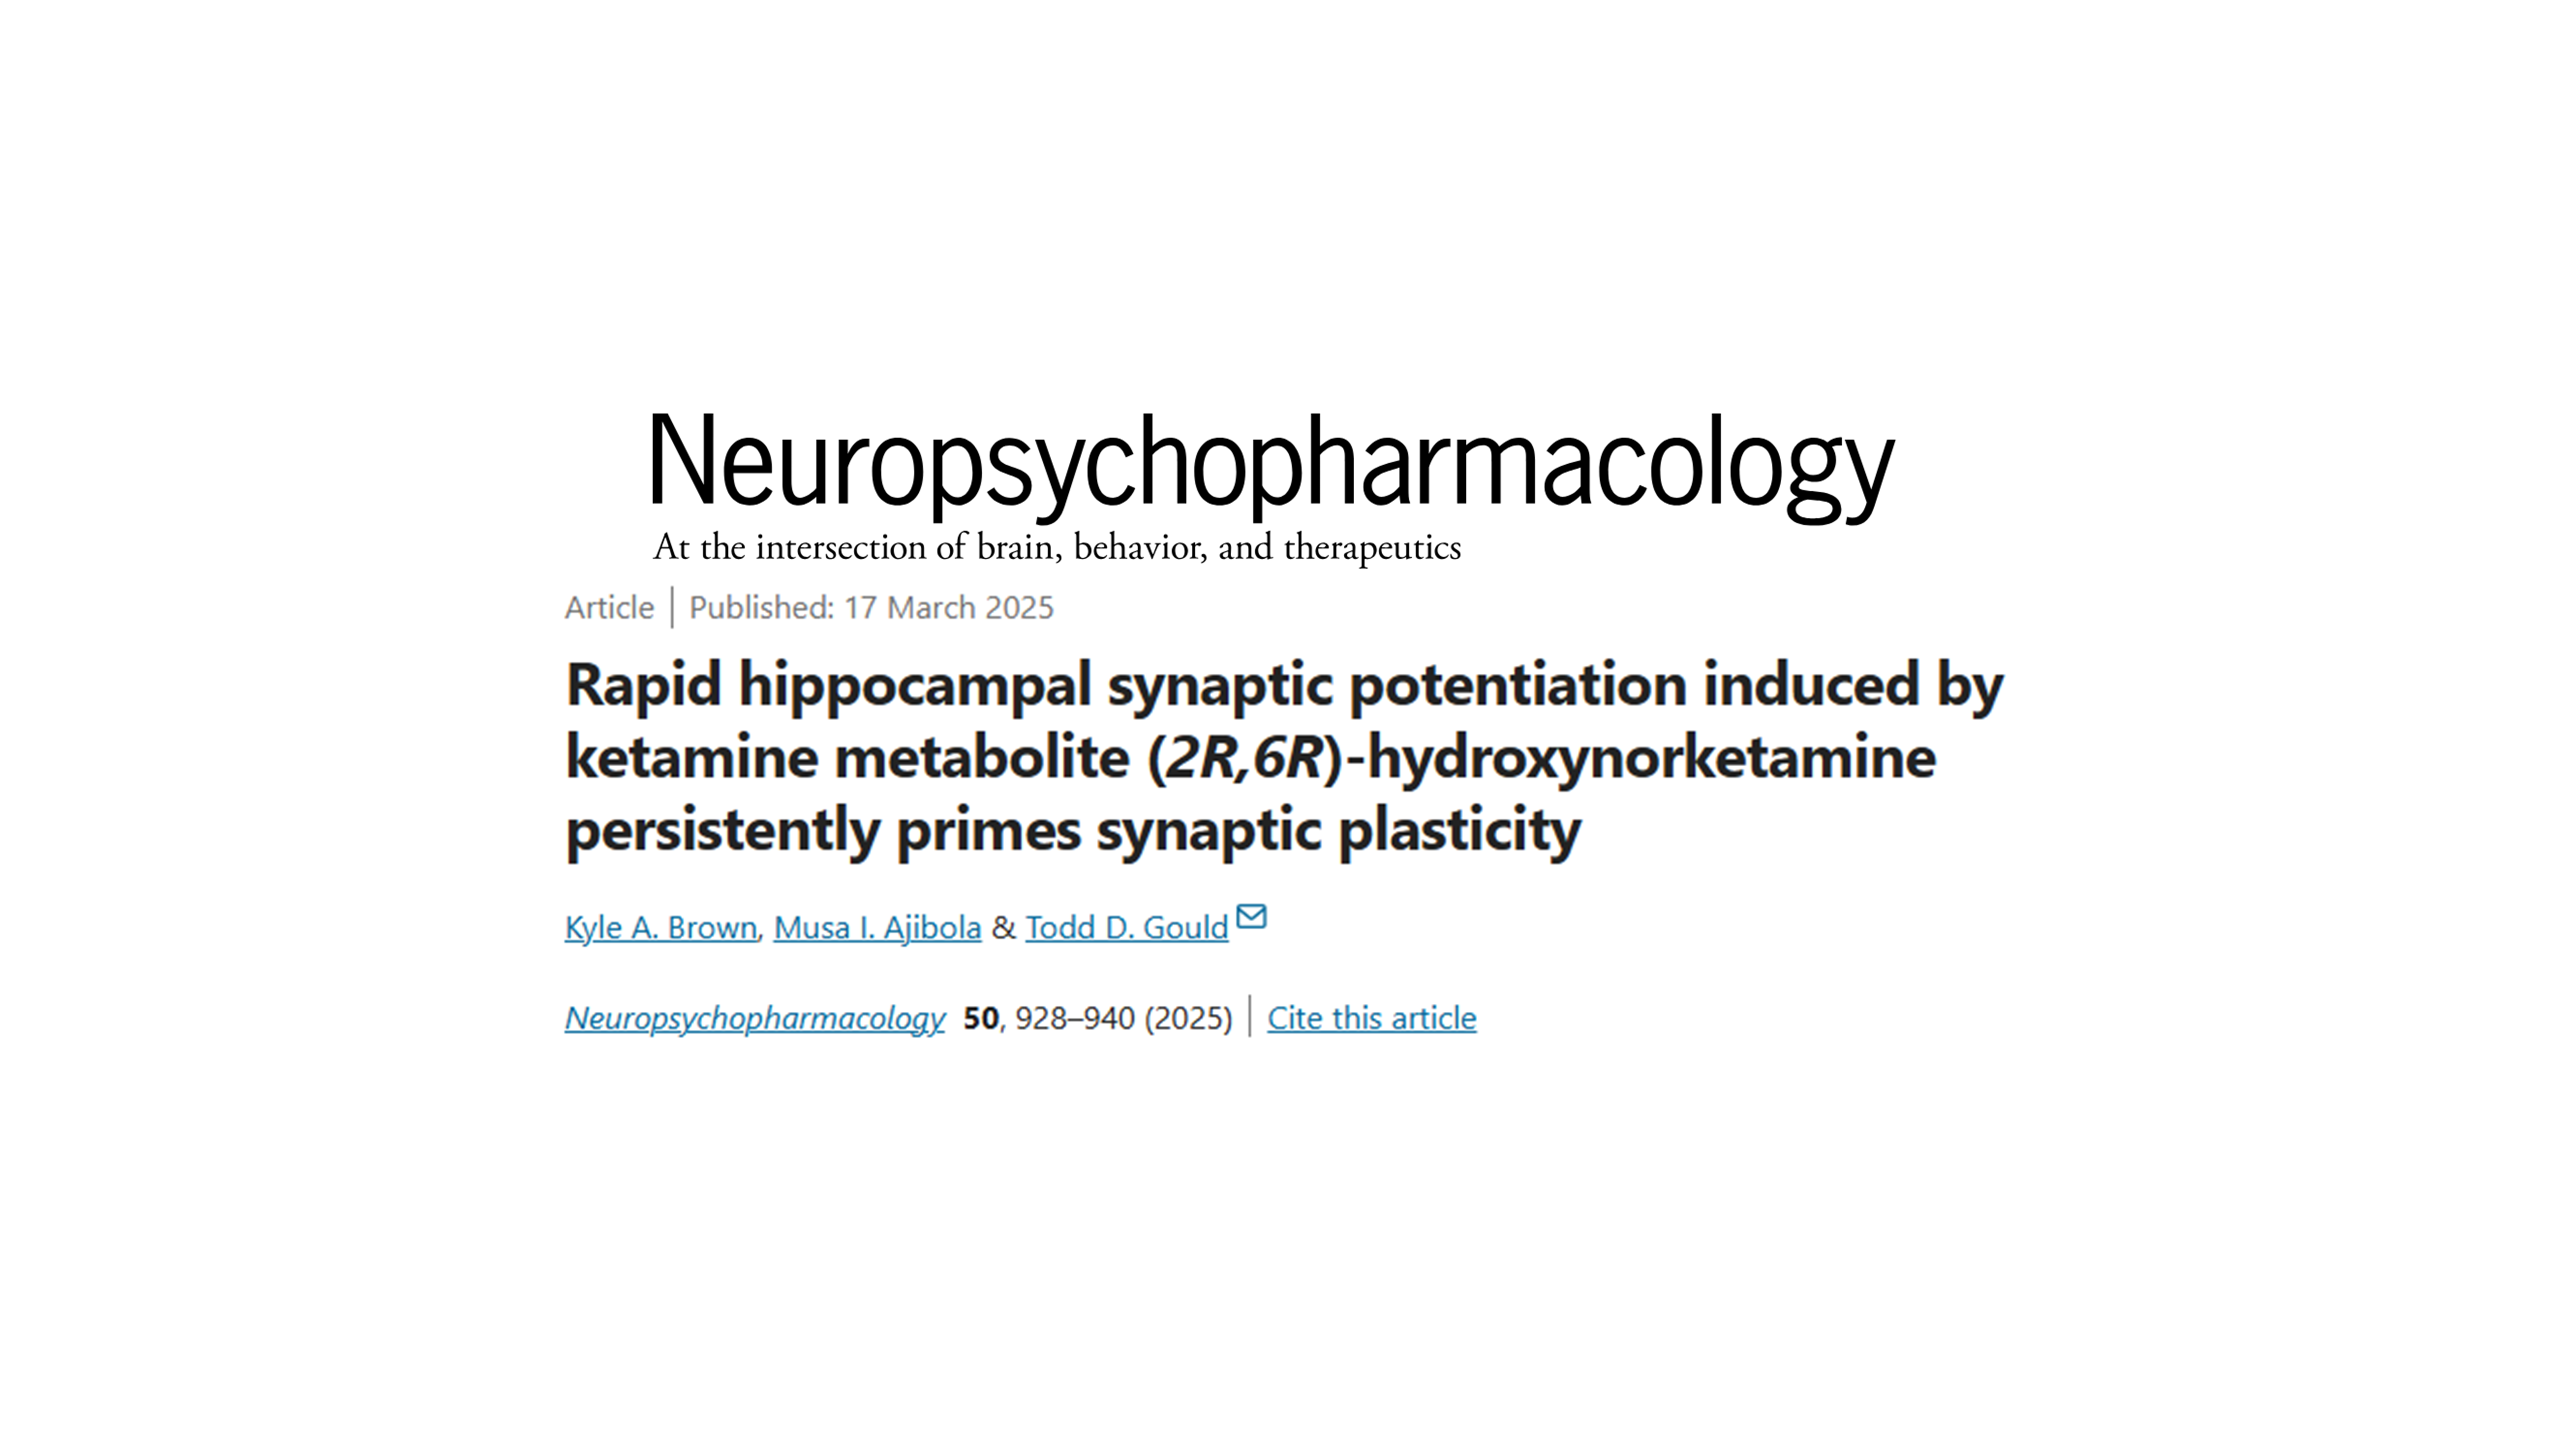 Neuropsychopharmacology
At the intersection of brain, behavior, and therapeutics
Article | Published: 17 March 2025
Rapid hippocampal synaptic potentiation induced by
ketamine metabolite (2R,6R)-hydroxynorketamine
persistently primes synaptic plasticity
Kyle A. Brown, Musa I. Ajibola & Todd D. Gould
Neuropsychopharmacology 50, 928–940 (2025) | Cite this article